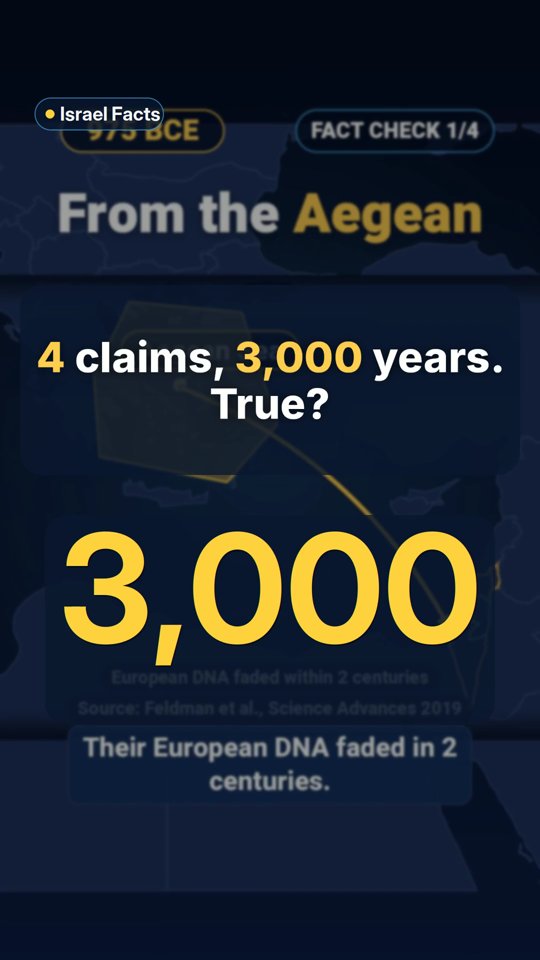 Israel Facts
975 BCE
FACT CHECK 1/4
From the Aegean
4 claims, 3,000 years.
True?
3,000
European DNA faded within 2 centuries
Source: Feldman et al., Science Advances 2019
Their European DNA faded in 2
centuries.